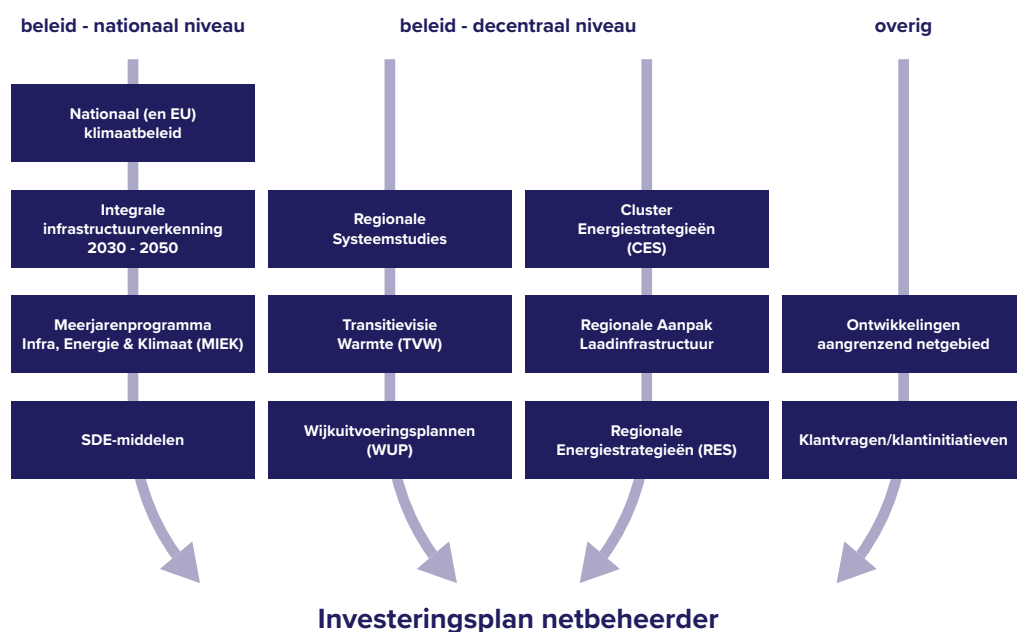 beleid - nationaal niveau
beleid - decentraal niveau
overig
Nationaal (en EU)
klimaatbeleid
Integrale
infrastructuurverkenning
2030 - 2050
Regionale
Systeemstudies
Cluster
Energiestrategieën
(CES)
Meerjarenprogramma
Infra, Energie & Klimaat (MIEK)
Transitievisie
Warmte (TVW)
Regionale Aanpak
Laadinfrastructuur
Ontwikkelingen
aangrenzend netgebied
SDE-middelen
Wijkuitvoeringsplannen
(WUP)
Regionale
Energiestrategieën (RES)
Klantvragen/klantinitiatieven
Investeringsplan netbeheerder